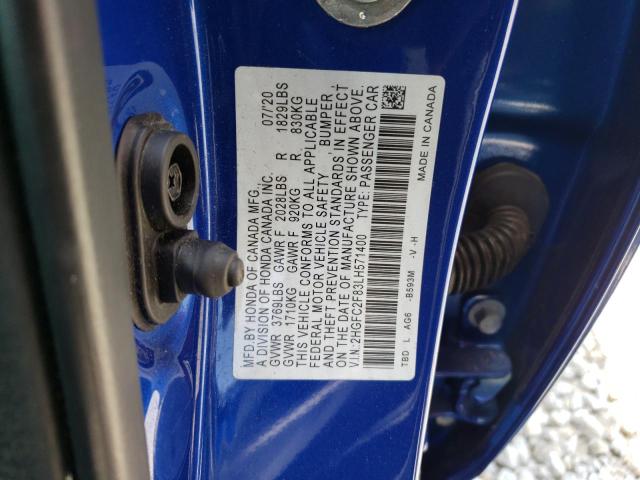 MFD.BY HONDA OF CANADA MFG. 07/20
A DIVISION OF HONDA CANADA INC.
GVWR 3769LBS GAWR F 2028LBS R 1829LBS
GVWR 1710KG GAWR F 920KG R 830KG
THIS VEHICLE CONFORMS TO ALL APPLICABLE
FEDERAL MOTOR VEHICLE SAFETY, BUMPER,
AND THEFT PREVENTION STANDARDS IN EFFECT
ON THE DATE OF MANUFACTURE SHOWN ABOVE.
V.I.N.:2HGFC2F83LH571400 TYPE: PASSENGER CAR
TBD L AG6 -B593M -V -H MADE IN CANADA